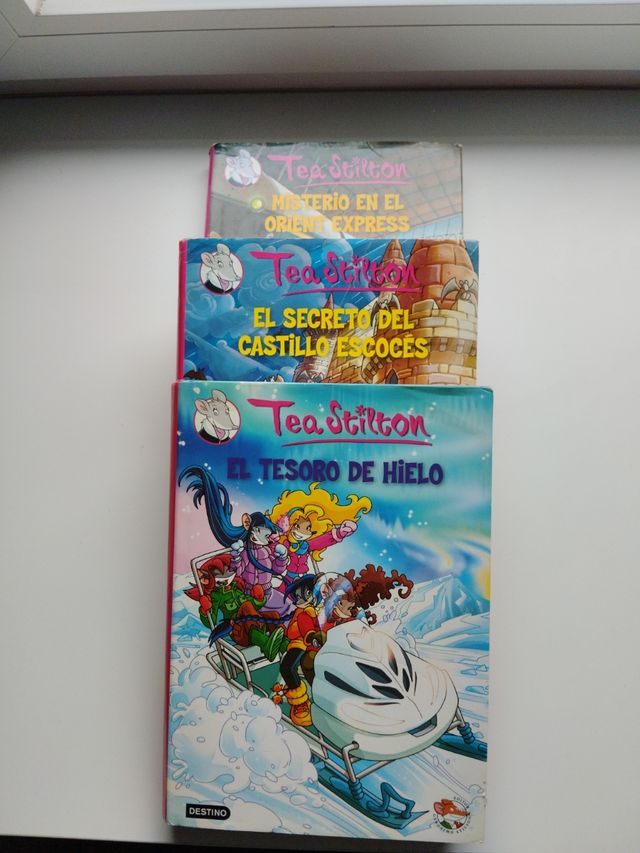 Tea Stilton
MISTERIO EN EL
ORIENT EXPRESS
Tea Stilton
EL SECRETO DEL
CASTILLO ESCOCÉS
Tea Stilton
EL TESORO DE HIELO
DESTINO